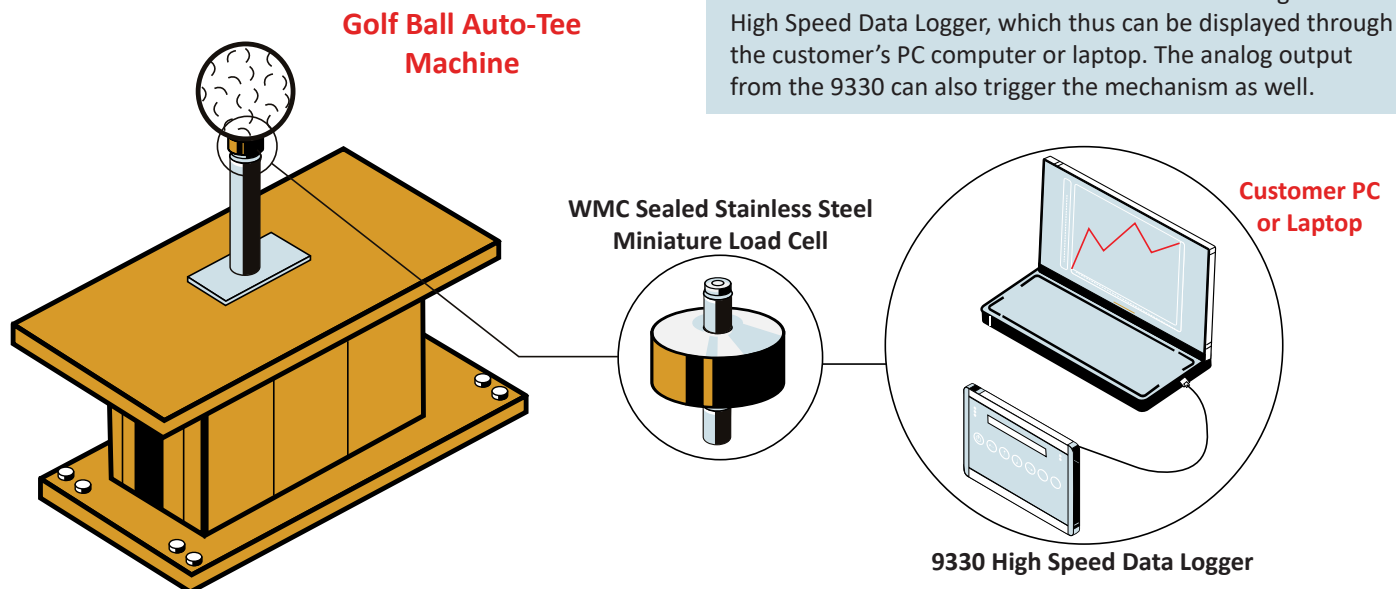 Golf Ball Auto-Tee
Machine
High Speed Data Logger, which thus can be displayed through
the customer’s PC computer or laptop. The analog output
from the 9330 can also trigger the mechanism as well.
WMC Sealed Stainless Steel
Miniature Load Cell
Customer PC
or Laptop
9330 High Speed Data Logger